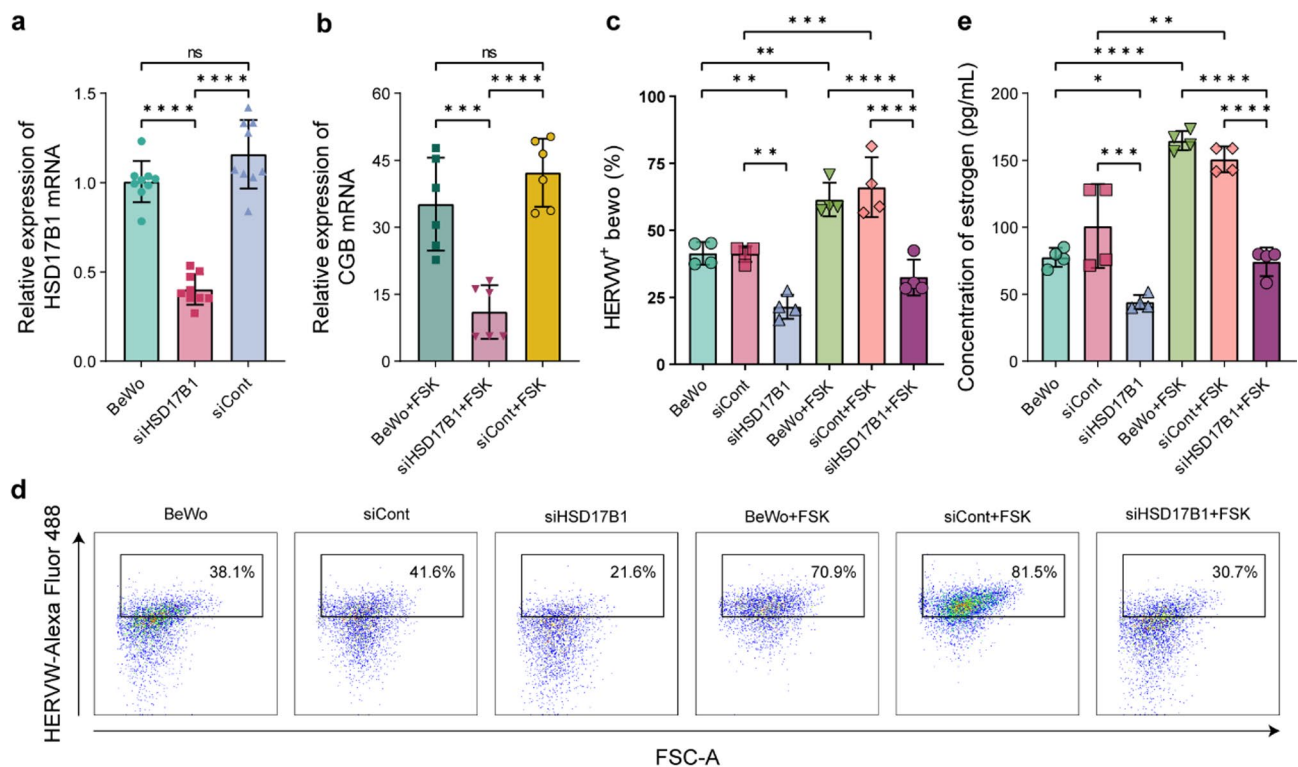 a
ns
* * * *
* * * *
Relative expression of
HSD17B1 mRNA
1.5
1.0
0.5
0.0
BeWo
siHSD17B1
siCont
b
ns
* * * *
* * *
Relative expression of
CGB mRNA
60
45
30
15
0
BeWo+FSK
siHSD17B1+FSK
siCont+FSK
c
* * *
* *
* *
* * * *
* * * *
* *
HERVW+ bewo (%)
100
75
50
25
0
BeWo
siCont
siHSD17B1
BeWo+FSK
siCont+FSK
siHSD17B1+FSK
e
* *
* * * *
*
* * * *
* * * *
* * *
Concentration of estrogen (pg/mL)
200
150
100
50
0
BeWo
siCont
siHSD17B1
BeWo+FSK
siCont+FSK
siHSD17B1+FSK
d
HERVW-Alexa Fluor 488
BeWo
38.1%
siCont
41.6%
siHSD17B1
21.6%
BeWo+FSK
70.9%
siCont+FSK
81.5%
siHSD17B1+FSK
30.7%
FSC-A